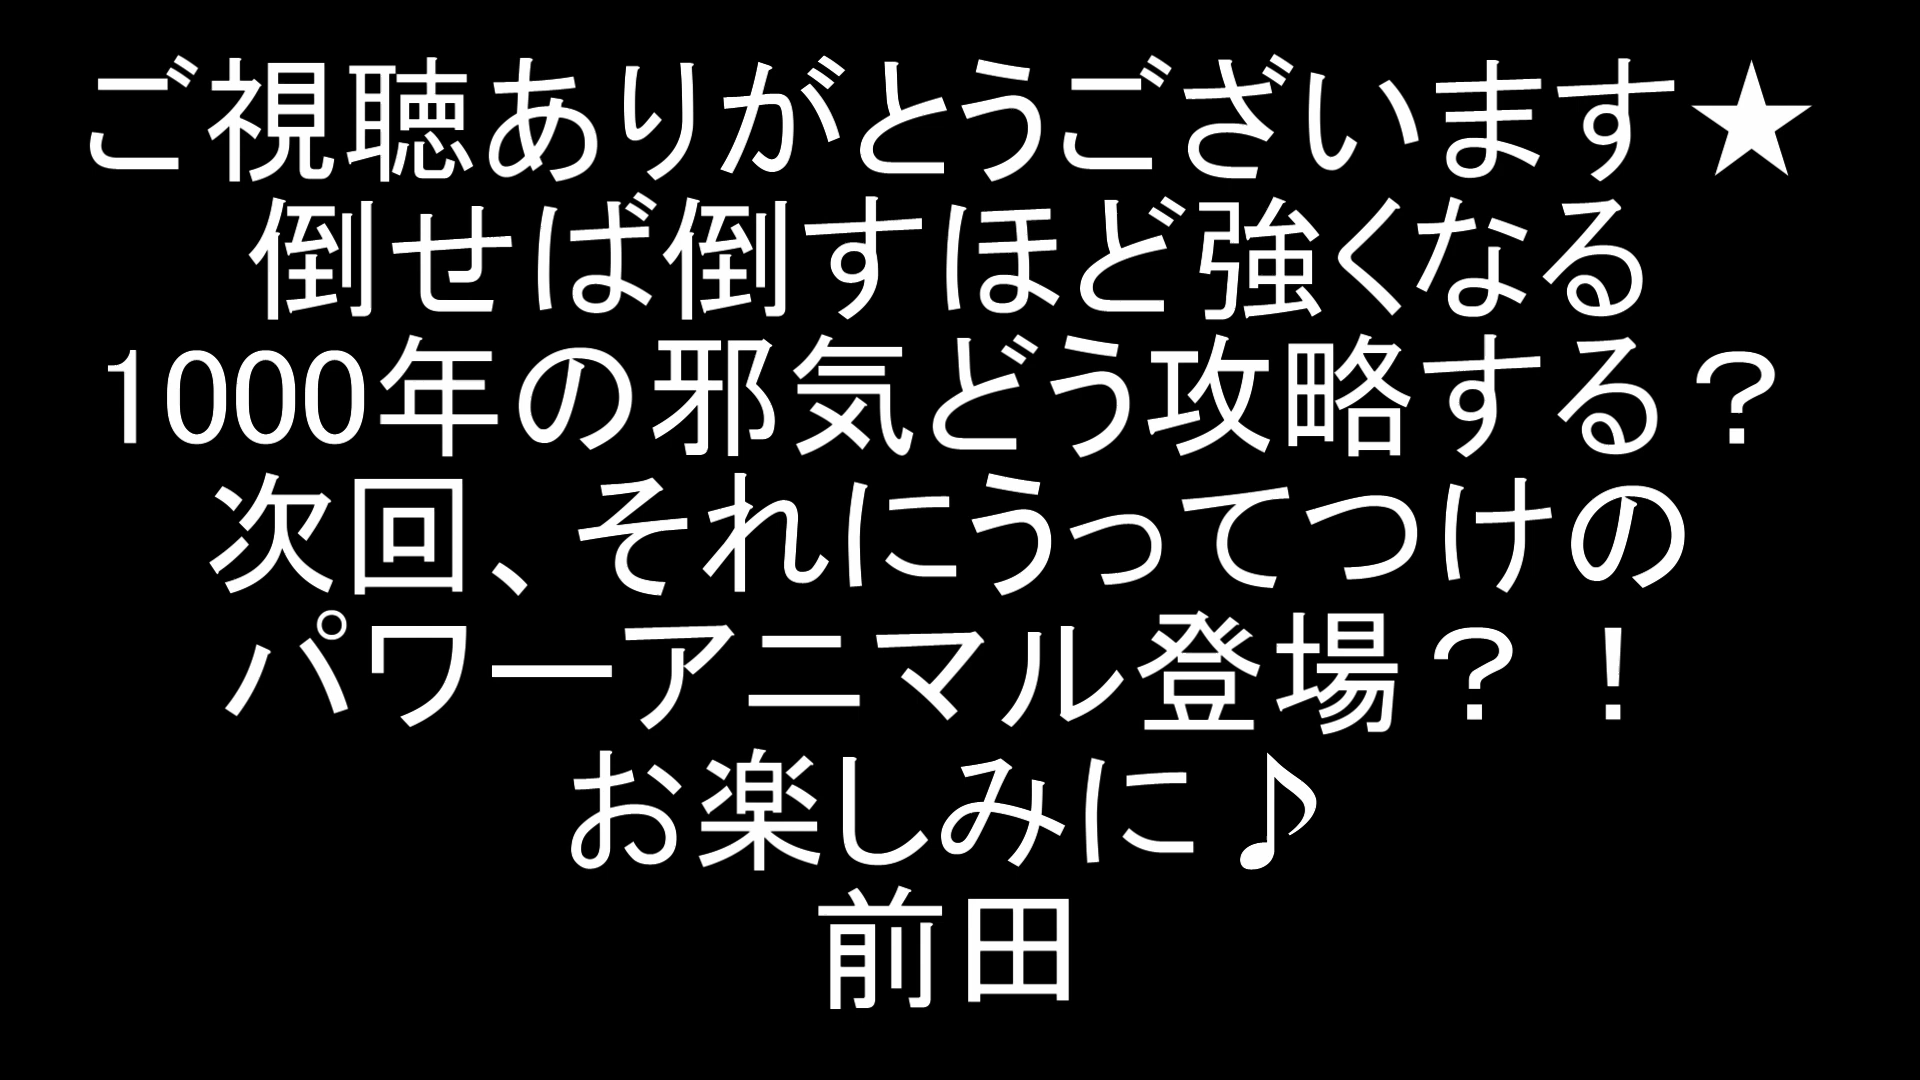 ご視聴ありがとうございます★
倒せば倒すほど強くなる
1000年の邪気どう攻略する？
次回、それにうってつけの
パワーアニマル登場？！
お楽しみに♪
前田